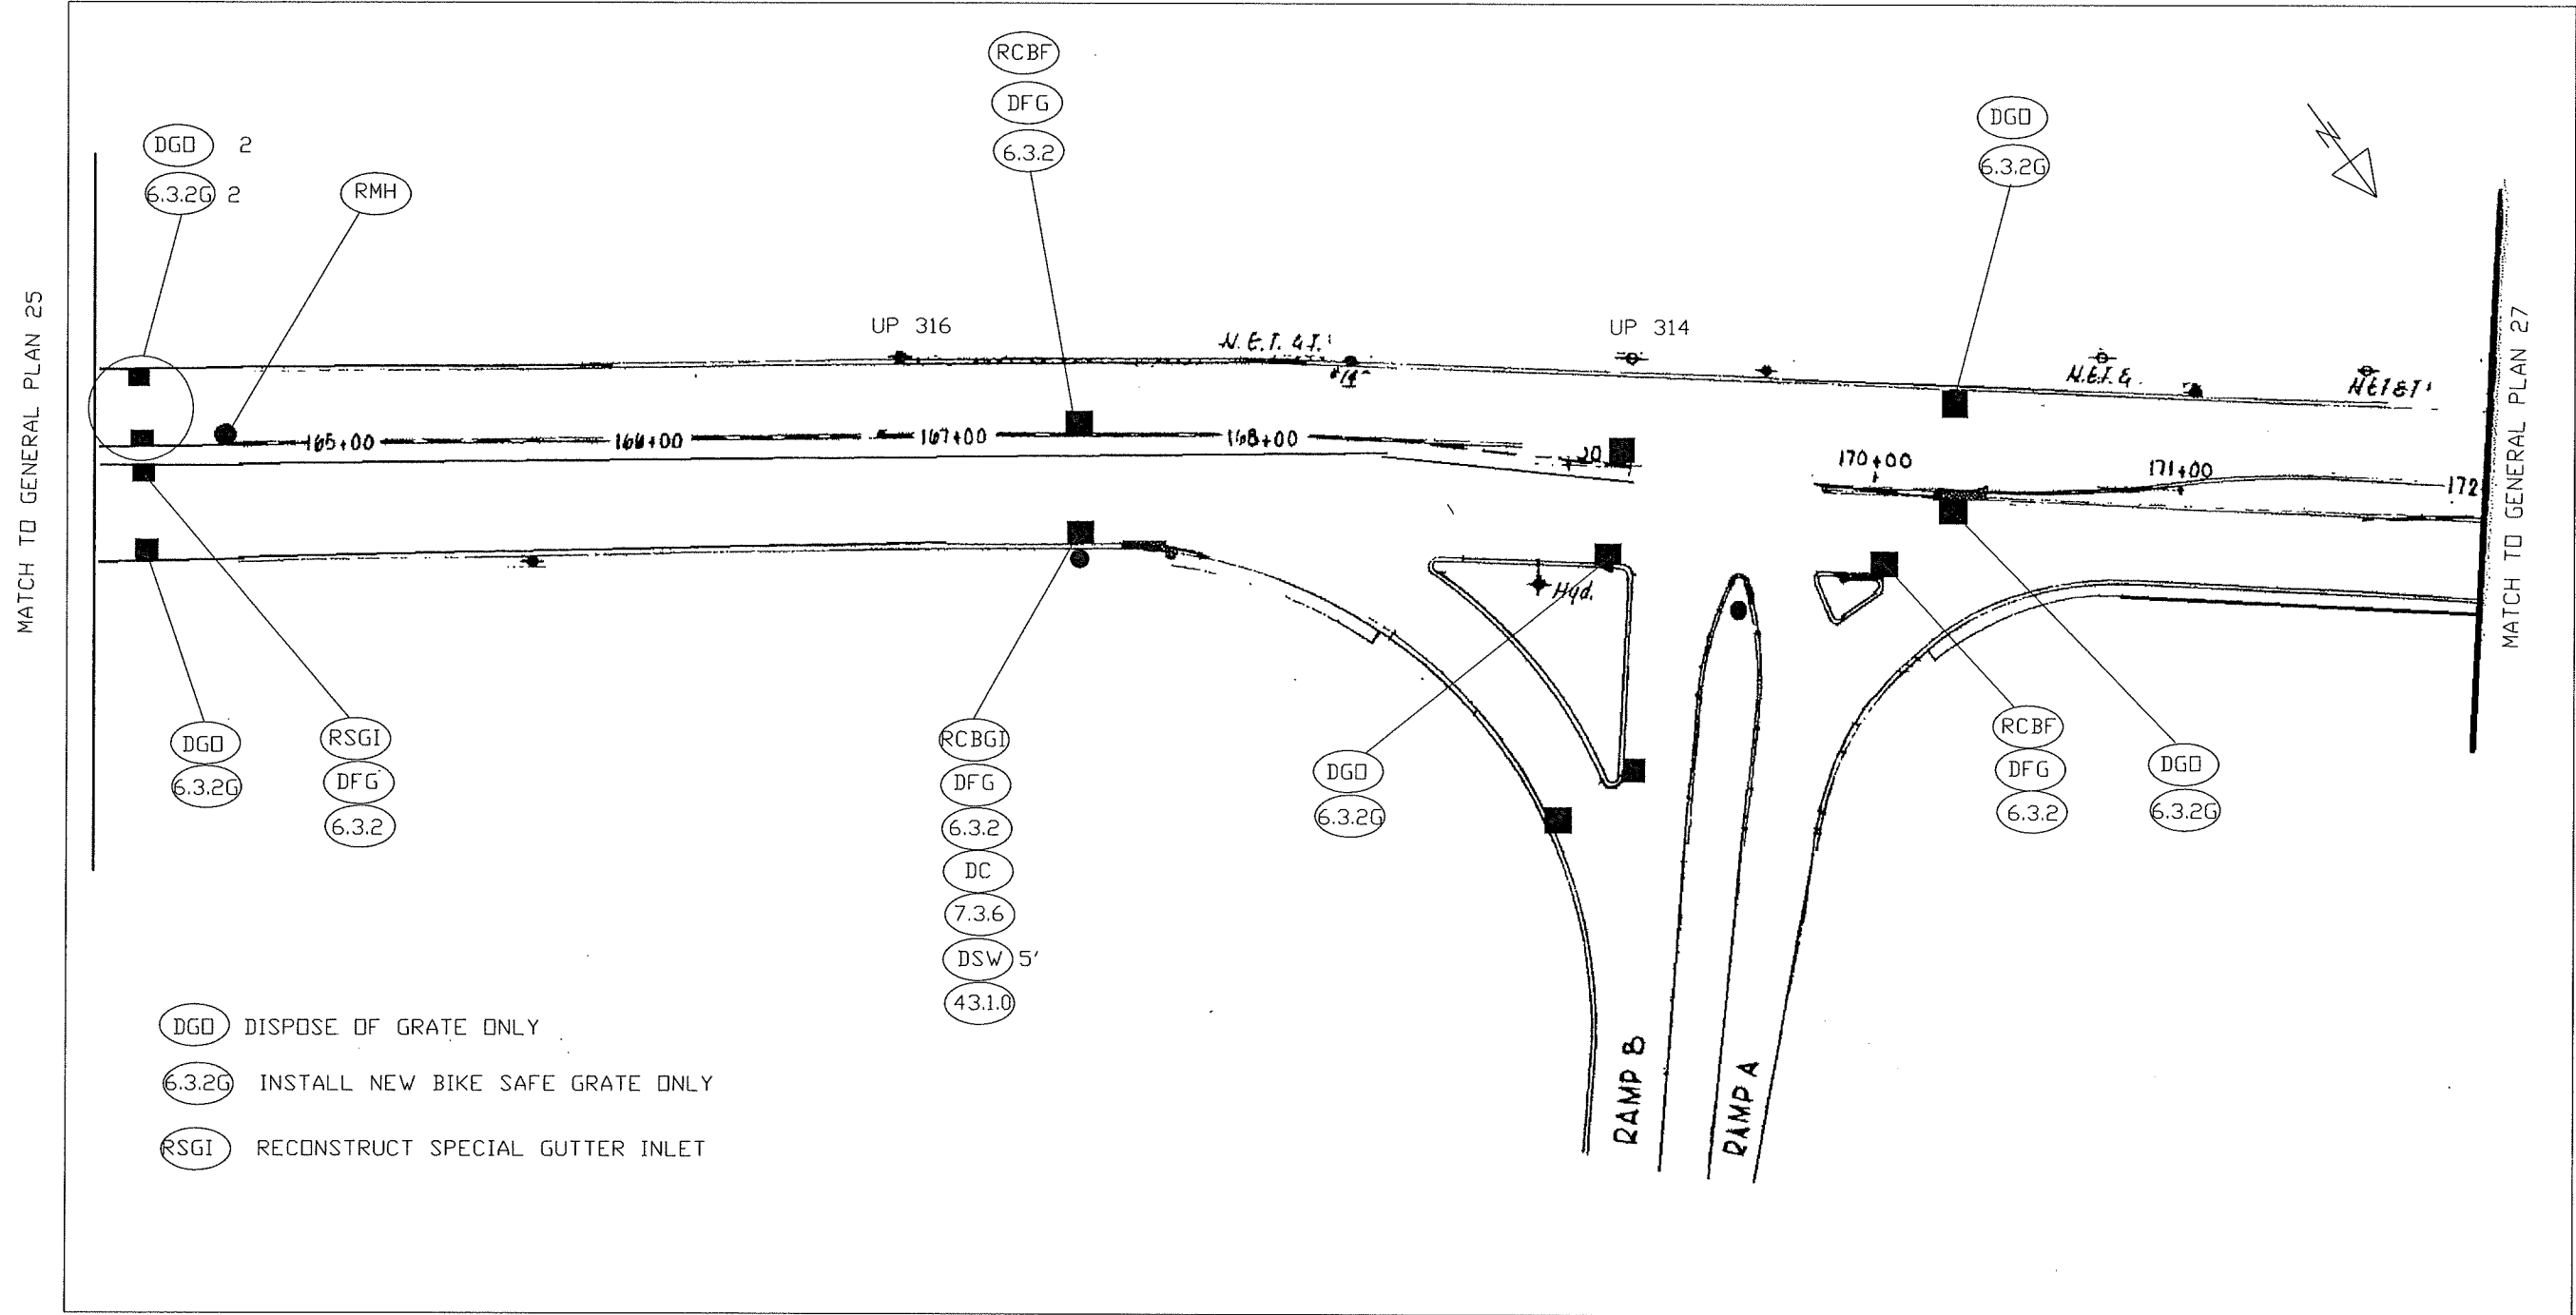 RCBF
DFG
6.3.2
DGO
6.3.2G
DGO 2
6.3.2G 2
RMH
MATCH TO GENERAL PLAN 25
UP 316
N.E.T. & T.
UP 314
N.E.T. &
N.E.T & T
MATCH TO GENERAL PLAN 27
165+00
166+00
167+00
168+00
170+00
171+00
172
Hyd.
DGO
6.3.2G
RSGI
DFG
6.3.2
RCBGI
DFG
6.3.2
DC
7.3.6
DSW 5'
43.1.0
DGO
6.3.2G
RCBF
DFG
6.3.2
DGO
6.3.2G
RAMP B
RAMP A
DGO DISPOSE OF GRATE ONLY
6.3.2G INSTALL NEW BIKE SAFE GRATE ONLY
RSGI RECONSTRUCT SPECIAL GUTTER INLET